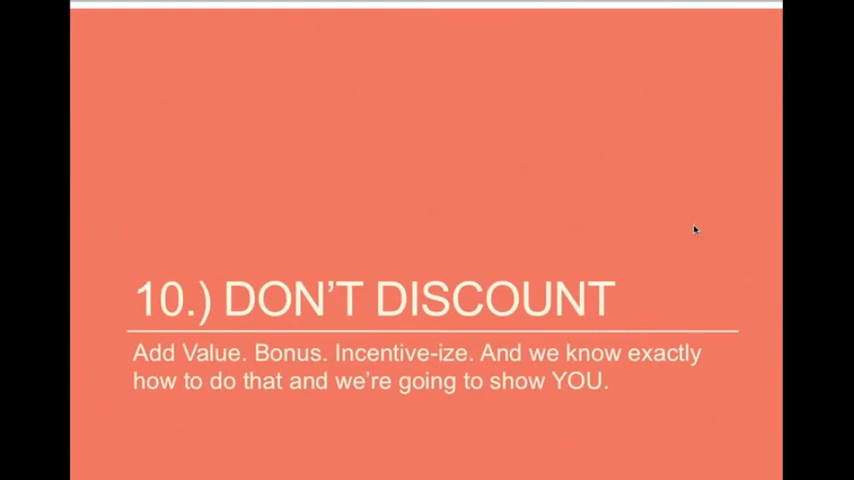 10.) DON’T DISCOUNT
Add Value. Bonus. Incentive-ize. And we know exactly
how to do that and we’re going to show YOU.